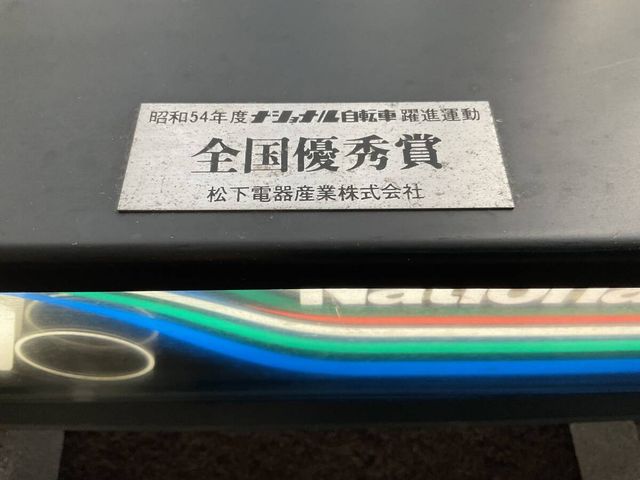 昭和54年度ナショナル自転車躍進運動
全国優秀賞
松下電器産業株式会社
National